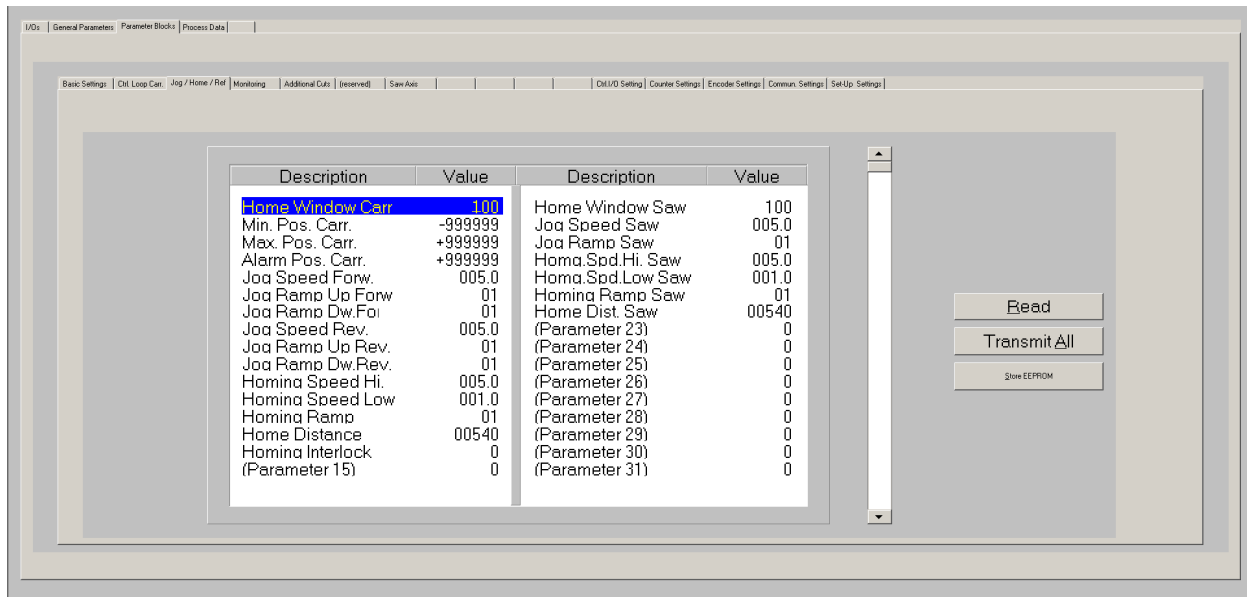 I/Os General Parameters Parameter Blocks Process Data
Basic Settings Ctrl. Loop Carr. Jog / Home / Ref Monitoring Additional Cuts (reserved) Saw Axis Ctrl.I/O Setting Counter Settings Encoder Settings Commun. Settings Set-Up Settings
Description Value Description Value
Home Window Carr 100 Home Window Saw 100
Min. Pos. Carr. -999999 Jog Speed Saw 005.0
Max. Pos. Carr. +999999 Jog Ramp Saw 01
Alarm Pos. Carr. +999999 Homg.Spd.Hi. Saw 005.0
Jog Speed Forw. 005.0 Homg.Spd.Low Saw 001.0
Jog Ramp Up Forw 01 Homing Ramp Saw 01
Jog Ramp Dw.For 01 Home Dist. Saw 00540
Jog Speed Rev. 005.0 (Parameter 23) 0
Jog Ramp Up Rev. 01 (Parameter 24) 0
Jog Ramp Dw.Rev. 01 (Parameter 25) 0
Homing Speed Hi. 005.0 (Parameter 26) 0
Homing Speed Low 001.0 (Parameter 27) 0
Homing Ramp 01 (Parameter 28) 0
Home Distance 00540 (Parameter 29) 0
Homing Interlock 0 (Parameter 30) 0
(Parameter 15) 0 (Parameter 31) 0
Read
Transmit All
Store EEPROM